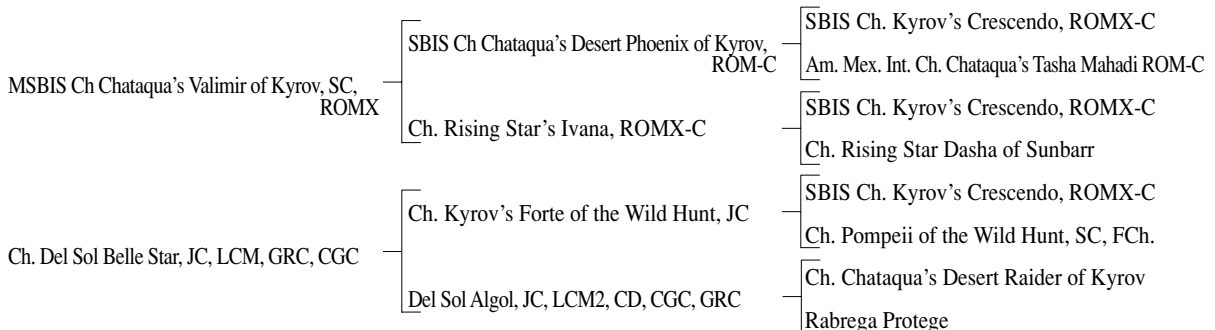 SBIS Ch. Kyrov’s Crescendo, ROMX-C
SBIS Ch Chataqua’s Desert Phoenix of Kyrov,
ROM-C
Am. Mex. Int. Ch. Chataqua’s Tasha Mahadi ROM-C
MSBIS Ch Chataqua’s Valimir of Kyrov, SC,
ROMX
SBIS Ch. Kyrov’s Crescendo, ROMX-C
Ch. Rising Star’s Ivana, ROMX-C
Ch. Rising Star Dasha of Sunbarr
SBIS Ch. Kyrov’s Crescendo, ROMX-C
Ch. Kyrov’s Forte of the Wild Hunt, JC
Ch. Pompeii of the Wild Hunt, SC, FCh.
Ch. Del Sol Belle Star, JC, LCM, GRC, CGC
Ch. Chataqua’s Desert Raider of Kyrov
Del Sol Algol, JC, LCM2, CD, CGC, GRC
Rabrega Protege